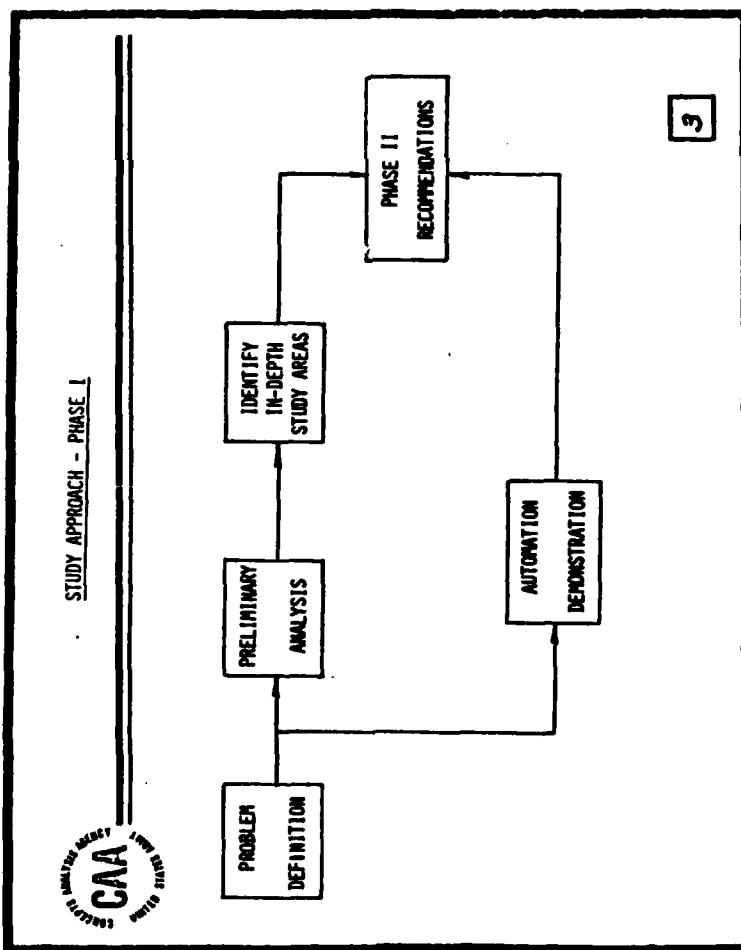 CONCEPTS ANALYSIS AGENCY
CAA
UNITED STATES ARMY
STUDY APPROACH - PHASE I
PROBLEM
DEFINITION
PRELIMINARY
ANALYSIS
IDENTIFY
IN-DEPTH
STUDY AREAS
PHASE II
RECOMMENDATIONS
AUTOMATION
DEMONSTRATION
3